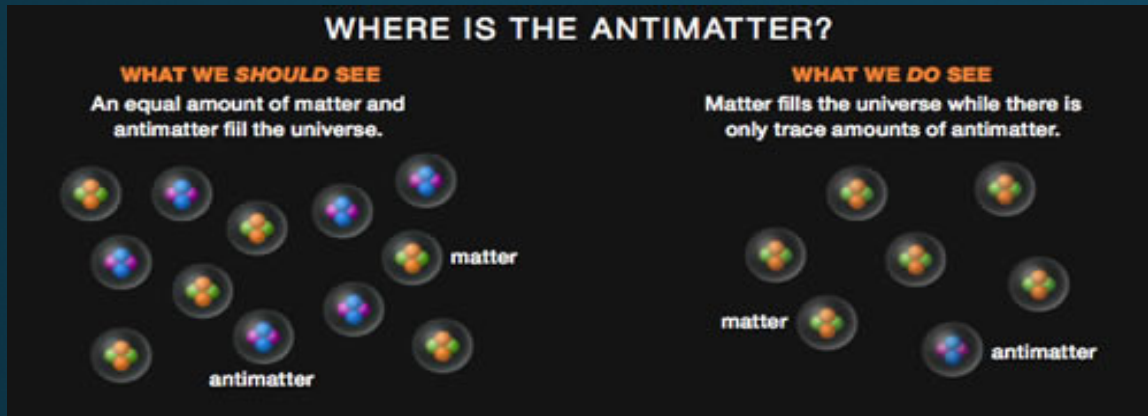 WHERE IS THE ANTIMATTER?
WHAT WE SHOULD SEE
An equal amount of matter and
antimatter fiil the universe.
matter
antimatter
WHAT WE DO SEE
Matter fills the universe while there is
only trace amounts of antimatter.
matter
antimatter